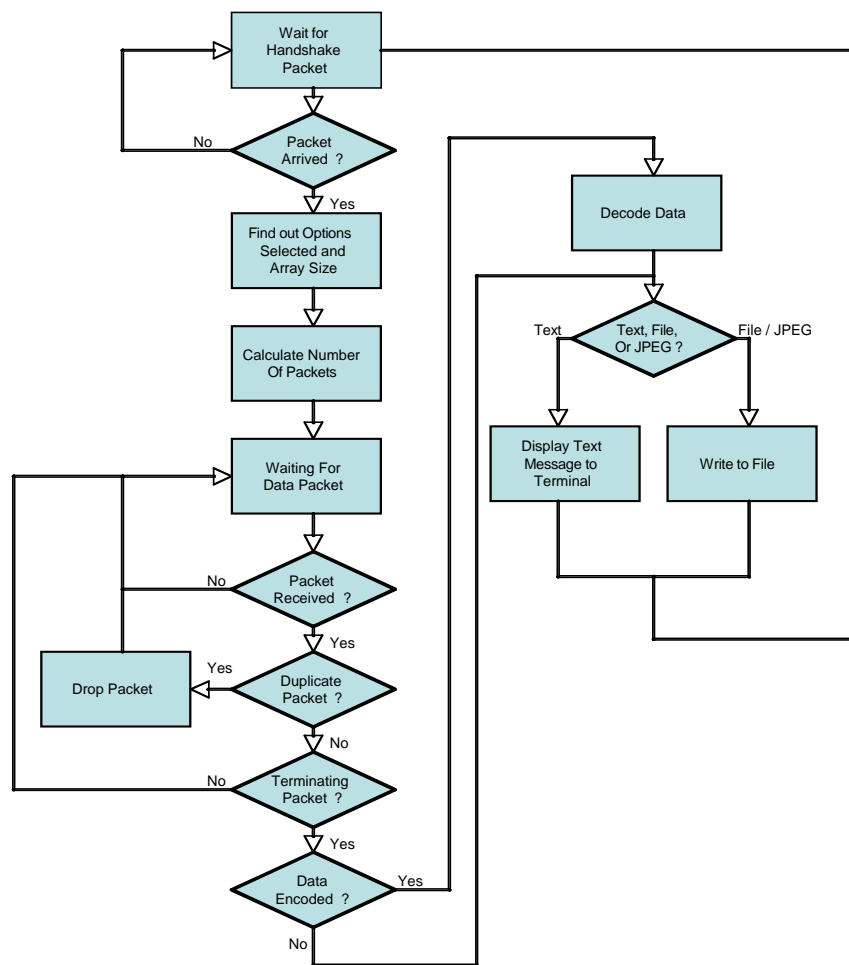 Wait for
Handshake
Packet
No
Packet
Arrived ?
Yes
Find out Options
Selected and
Array Size
Calculate Number
Of Packets
Waiting For
Data Packet
No
Packet
Received ?
Yes
Drop Packet
Yes
Duplicate
Packet ?
No
No
Terminating
Packet ?
Yes
Data
Encoded ?
Yes
No
Decode Data
Text
Text, File,
Or JPEG ?
File / JPEG
Display Text
Message to
Terminal
Write to File